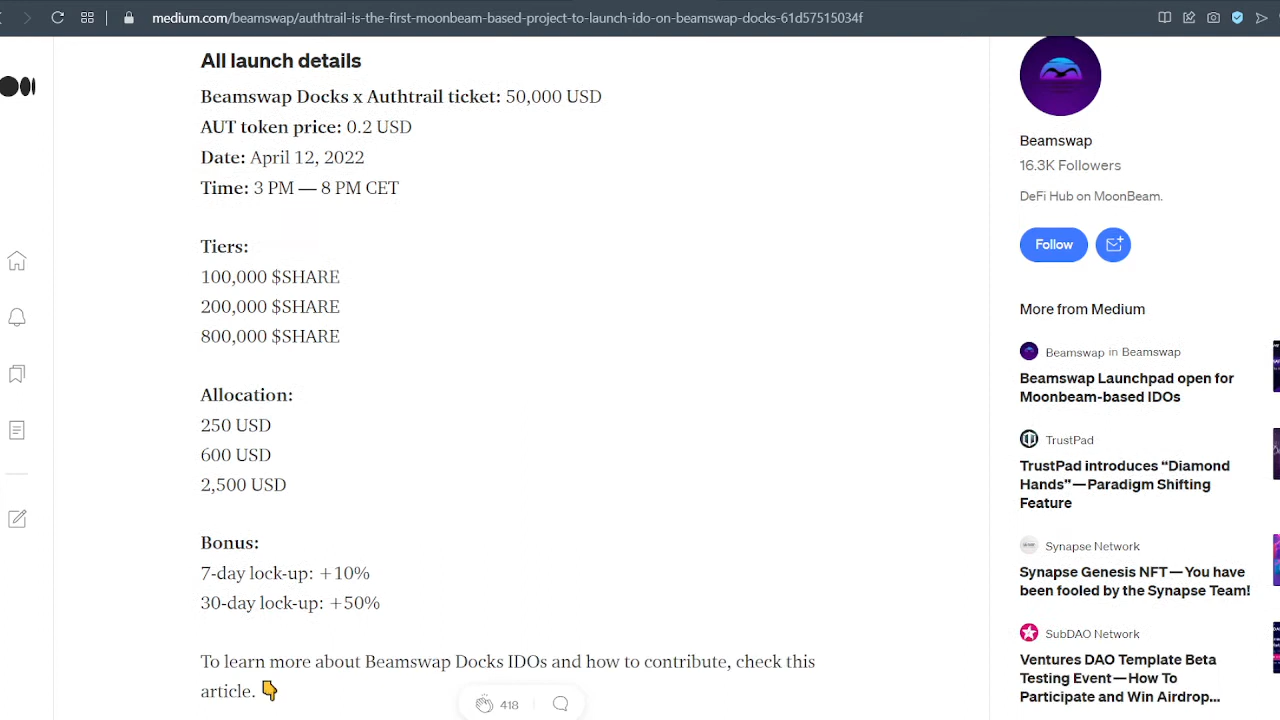 medium.com/beamswap/authtrail-is-the-first-moonbeam-based-project-to-launch-ido-on-beamswap-docks-61d57515034f
All launch details
Beamswap Docks x Authtrail ticket: 50,000 USD
AUT token price: 0.2 USD
Date: April 12, 2022
Time: 3 PM — 8 PM CET
Tiers:
100,000 $SHARE
200,000 $SHARE
800,000 $SHARE
Allocation:
250 USD
600 USD
2,500 USD
Bonus:
7-day lock-up: +10%
30-day lock-up: +50%
To learn more about Beamswap Docks IDOs and how to contribute, check this
article. 👇
418
Beamswap
16.3K Followers
DeFi Hub on MoonBeam.
Follow
More from Medium
Beamswap in Beamswap
Beamswap Launchpad open for
Moonbeam-based IDOs
TrustPad
TrustPad introduces “Diamond
Hands” — Paradigm Shifting
Feature
Synapse Network
Synapse Genesis NFT — You have
been fooled by the Synapse Team!
SubDAO Network
Ventures DAO Template Beta
Testing Event — How To
Participate and Win Airdrop...